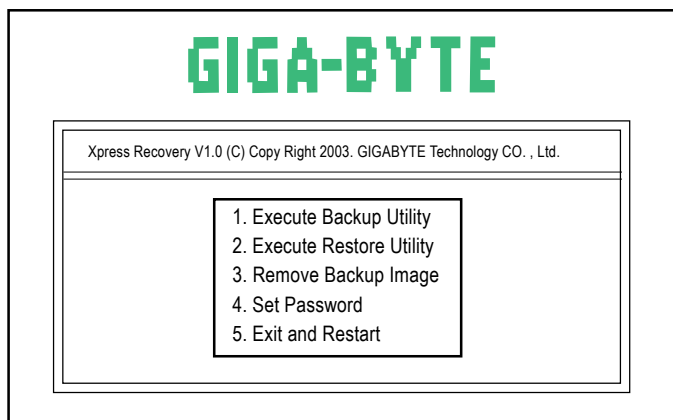 GIGA-BYTE
Xpress Recovery V1.0 (C) Copy Right 2003. GIGABYTE Technology CO. , Ltd.
1. Execute Backup Utility
2. Execute Restore Utility
3. Remove Backup Image
4. Set Password
5. Exit and Restart